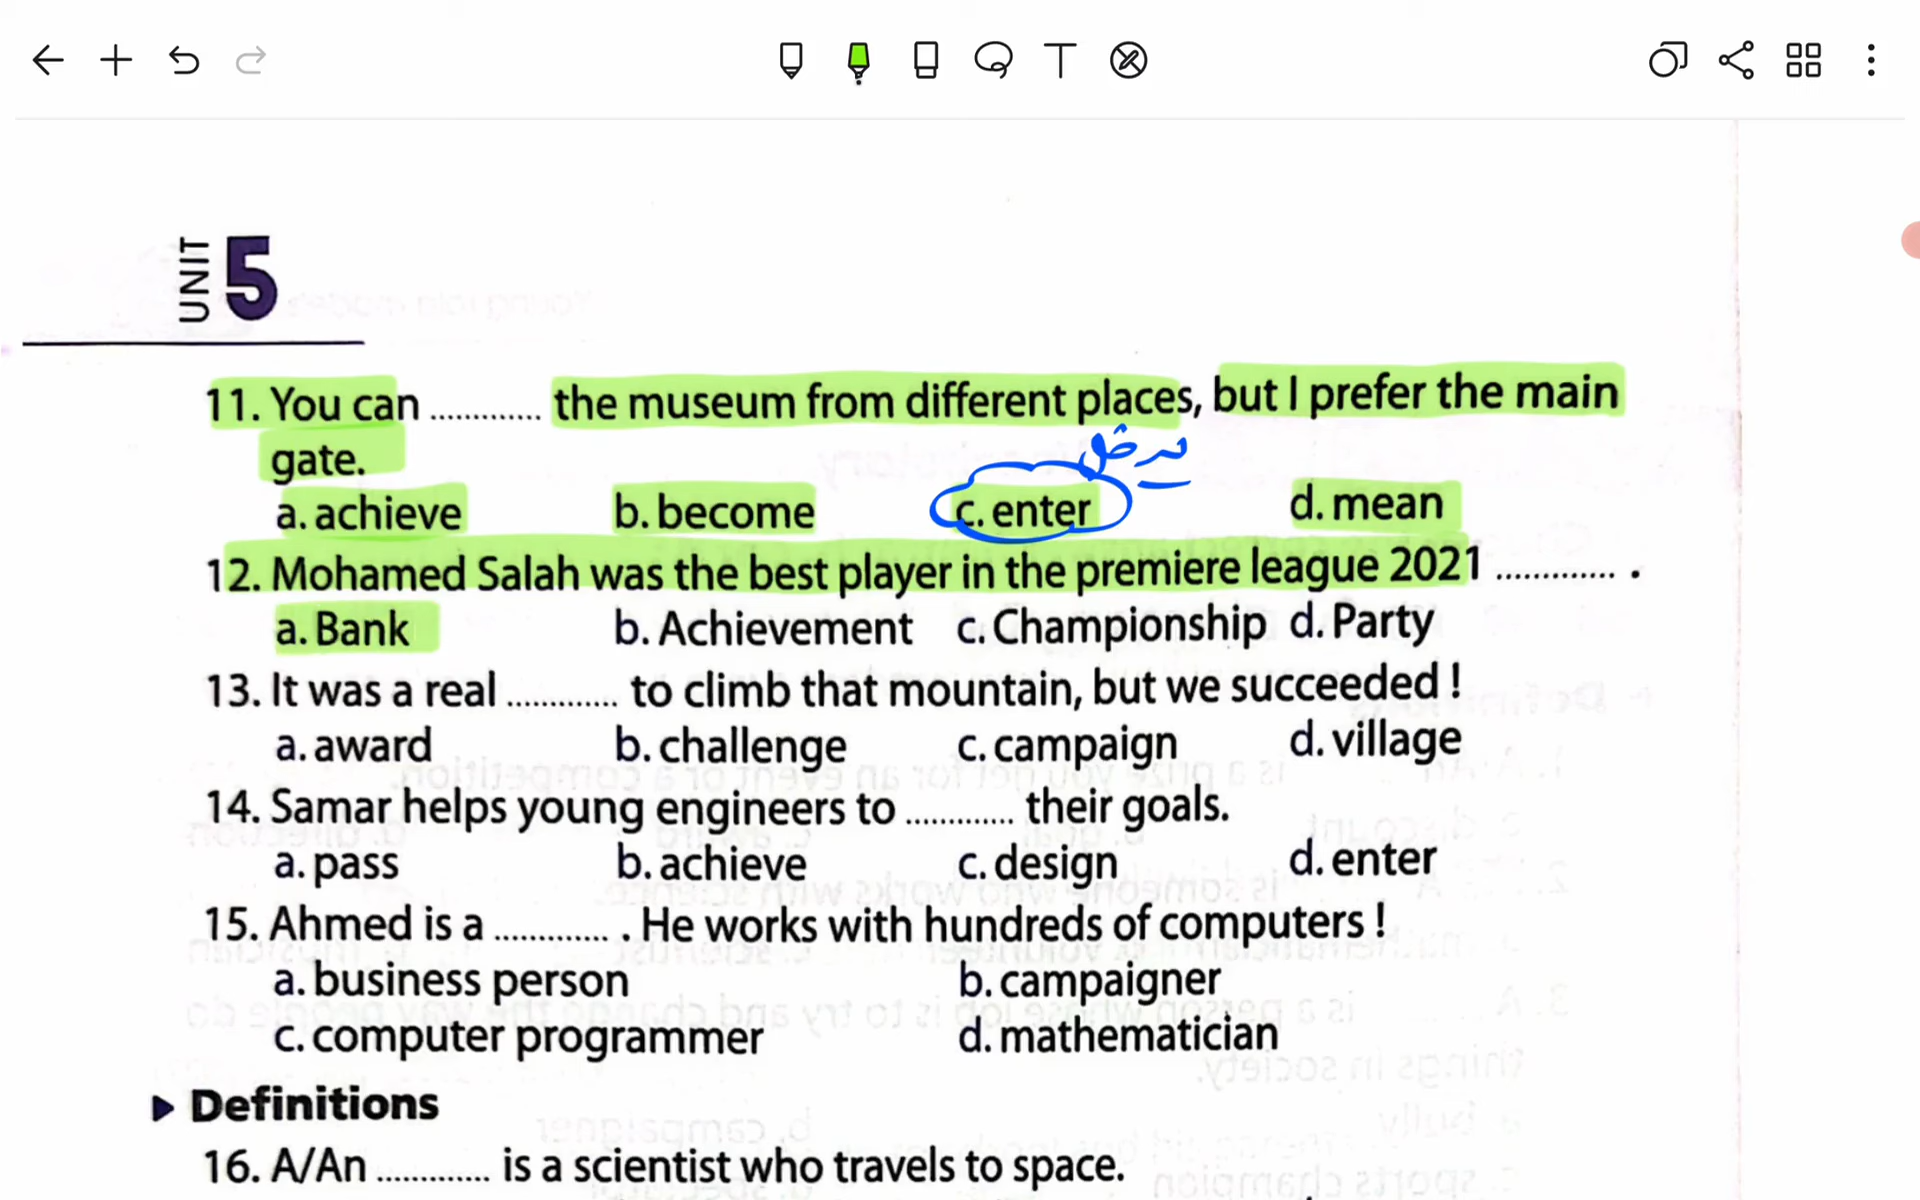 UNIT 5
11. You can ............. the museum from different places, but I prefer the main
gate.
يدخل
a. achieve b. become c. enter d. mean
12. Mohamed Salah was the best player in the premiere league 2021 ............. .
a. Bank b. Achievement c. Championship d. Party
13. It was a real ............. to climb that mountain, but we succeeded !
a. award b. challenge c. campaign d. village
14. Samar helps young engineers to ............. their goals.
a. pass b. achieve c. design d. enter
15. Ahmed is a ............. . He works with hundreds of computers !
a. business person b. campaigner
c. computer programmer d. mathematician
Definitions
16. A/An ............. is a scientist who travels to space.